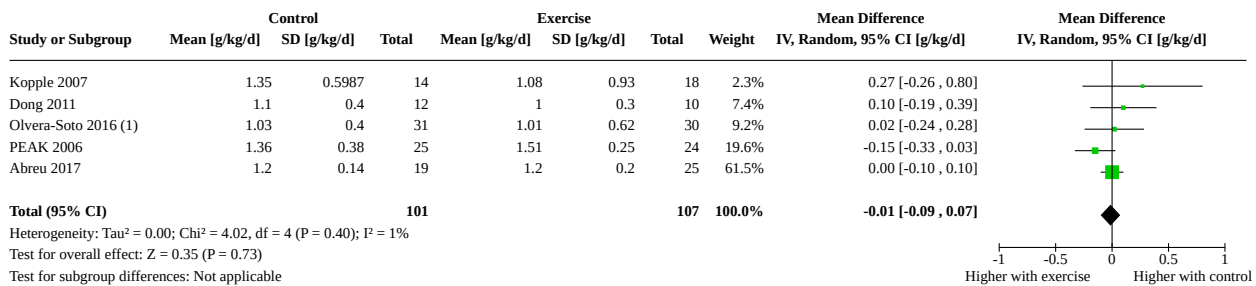 Control Exercise Mean Difference Mean Difference
Study or Subgroup Mean [g/kg/d] SD [g/kg/d] Total Mean [g/kg/d] SD [g/kg/d] Total Weight IV, Random, 95% CI [g/kg/d] IV, Random, 95% CI [g/kg/d]
Kopple 2007 1.35 0.5987 14 1.08 0.93 18 2.3% 0.27 [-0.26 , 0.80]
Dong 2011 1.1 0.4 12 1 0.3 10 7.4% 0.10 [-0.19 , 0.39]
Olvera-Soto 2016 (1) 1.03 0.4 31 1.01 0.62 30 9.2% 0.02 [-0.24 , 0.28]
PEAK 2006 1.36 0.38 25 1.51 0.25 24 19.6% -0.15 [-0.33 , 0.03]
Abreu 2017 1.2 0.14 19 1.2 0.2 25 61.5% 0.00 [-0.10 , 0.10]
Total (95% CI) 101 107 100.0% -0.01 [-0.09 , 0.07]
Heterogeneity: Tau² = 0.00; Chi² = 4.02, df = 4 (P = 0.40); I² = 1%
Test for overall effect: Z = 0.35 (P = 0.73) -1 -0.5 0 0.5 1
Test for subgroup differences: Not applicable Higher with exercise Higher with control